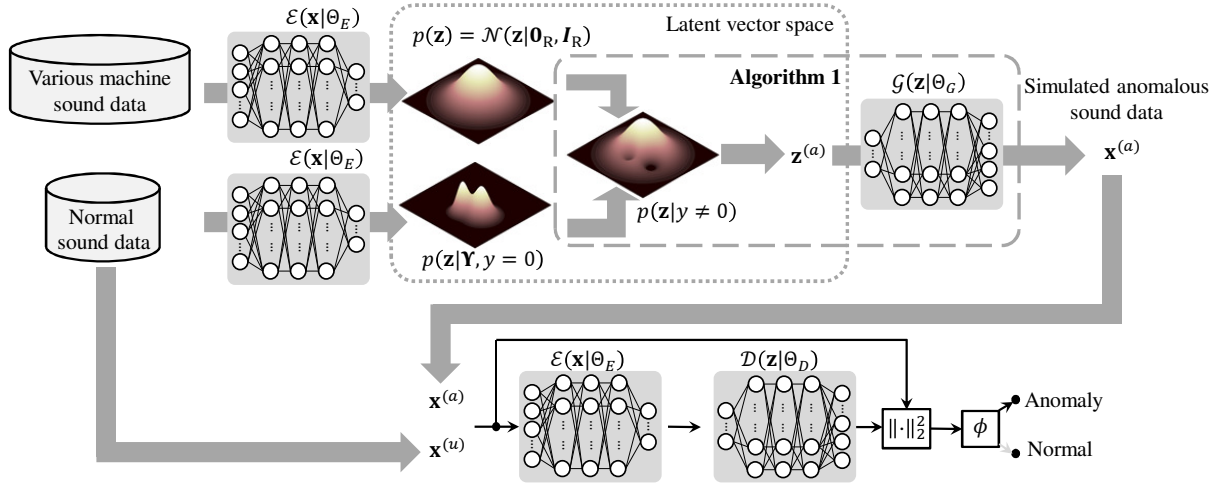 ℰ(𝐱|Θ_E)
Latent vector space
p(𝐳) = 𝒩(𝐳|𝟎_R, 𝑰_R)
Various machine
sound data
Algorithm 1
𝒢(𝐳|Θ_G)
Simulated anomalous
sound data
ℰ(𝐱|Θ_E)
𝐳^(a)
𝐱^(a)
Normal
sound data
p(𝐳|y ≠ 0)
p(𝐳|𝚼, y = 0)
ℰ(𝐱|Θ_E)
𝒟(𝐳|Θ_D)
𝐱^(a)
Anomaly
𝐱^(u)
‖·‖₂²
ϕ
Normal